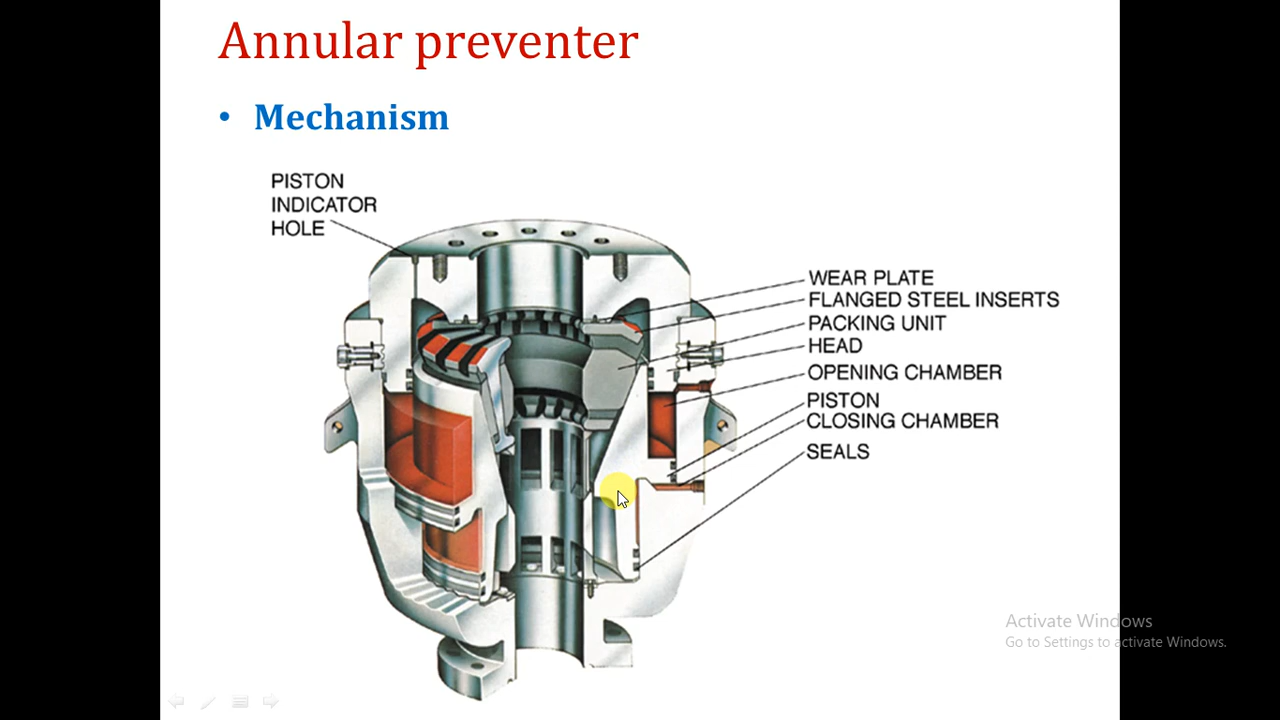 Annular preventer
• Mechanism
PISTON
INDICATOR
HOLE
WEAR PLATE
FLANGED STEEL INSERTS
PACKING UNIT
HEAD
OPENING CHAMBER
PISTON
CLOSING CHAMBER
SEALS
Activate Windows
Go to Settings to activate Windows.